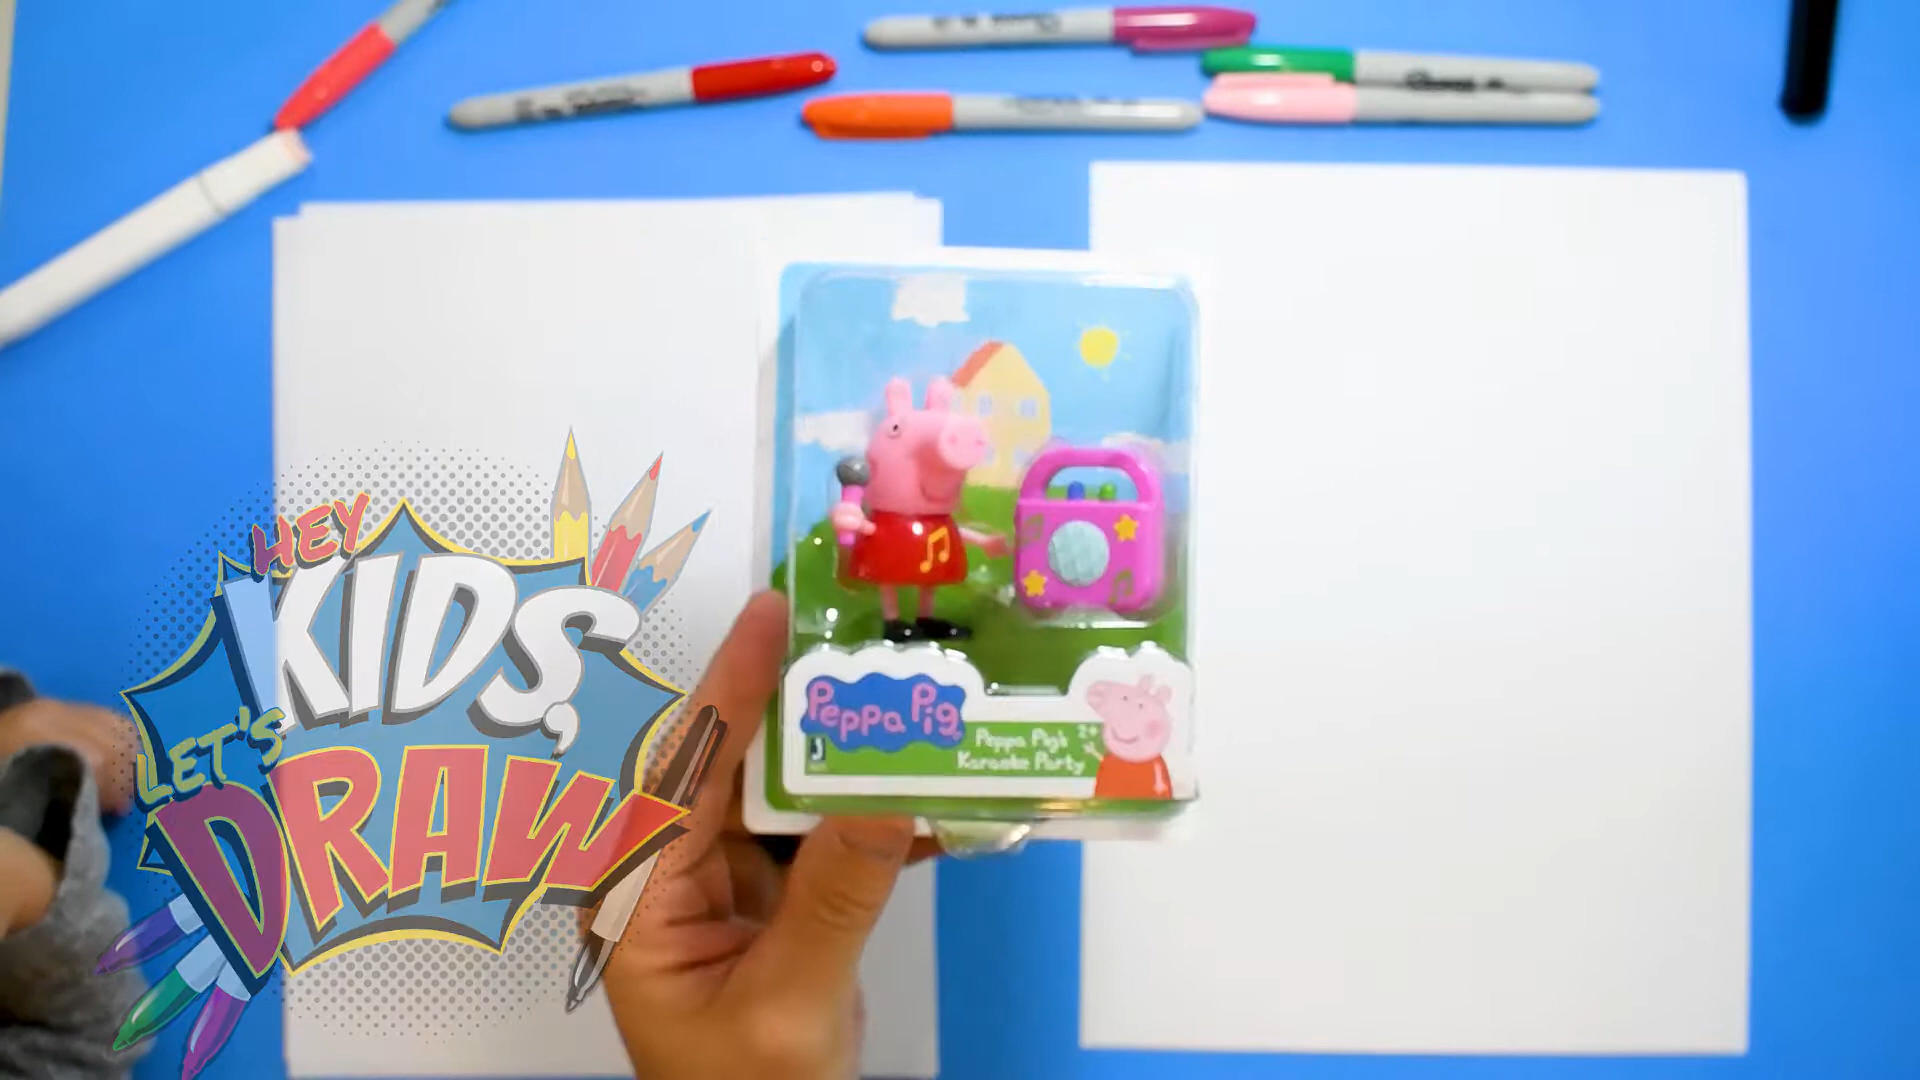 HEY
KIDS,
LET'S
DRAW
Peppa Pig
Peppa Pig's
Karaoke Party
2+